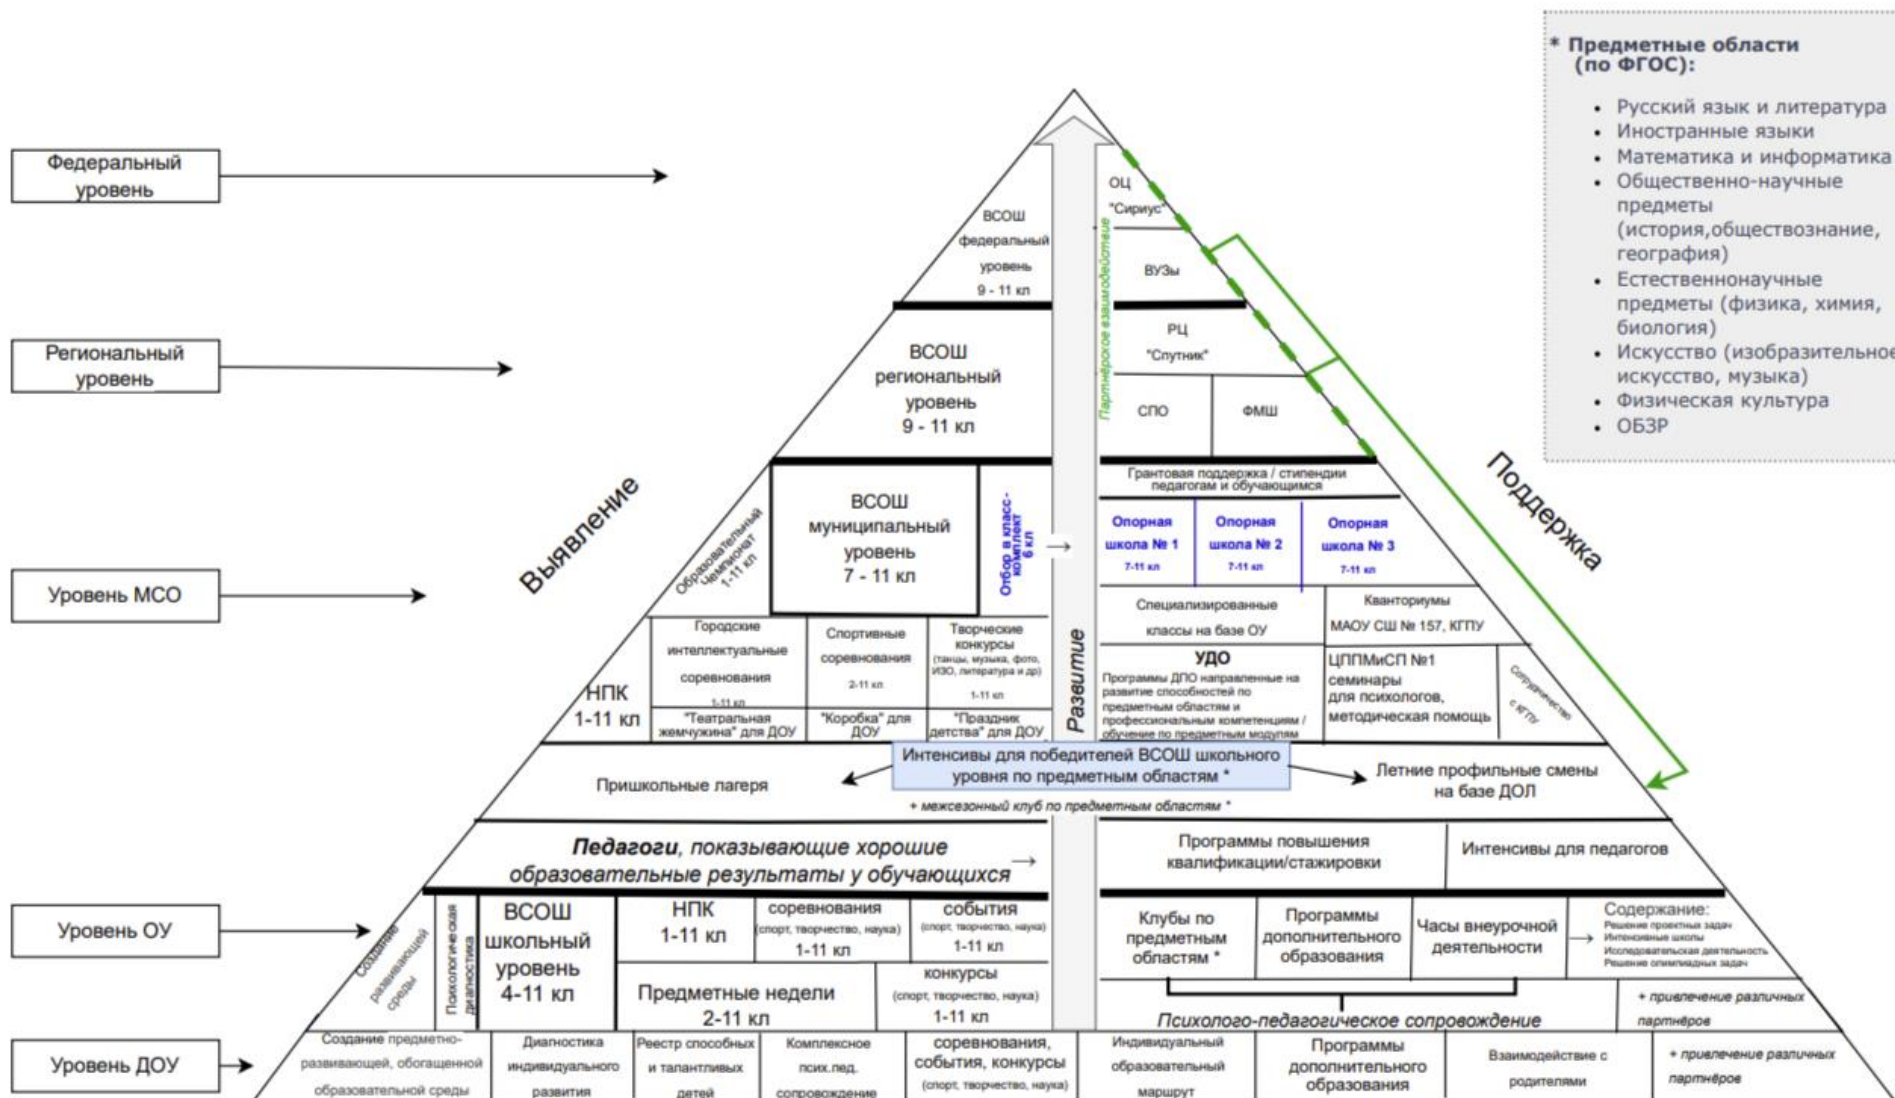 * Предметные области
(по ФГОС):
• Русский язык и литература
• Иностранные языки
• Математика и информатика
• Общественно-научные
предметы
(история,обществознание,
география)
• Естественнонаучные
предметы (физика, химия,
биология)
• Искусство (изобразительное
искусство, музыка)
• Физическая культура
• ОБЗР
Федеральный
уровень
ВСОШ
федеральный
уровень
9 - 11 кл
ОЦ
"Сириус"
ВУЗы
Партнёрское взаимодействие
Региональный
уровень
ВСОШ
региональный
уровень
9 - 11 кл
РЦ
"Спутник"
СПО
ФМШ
Выявление
Поддержка
Развитие
Уровень МСО
Образовательный
Чемпионат
1-11 кл
ВСОШ
муниципальный
уровень
7 - 11 кл
Отбор в класс-
комплект
6 кл
→
Грантовая поддержка / стипендии
педагогам и обучающимся
Опорная
школа № 1
7-11 кл
Опорная
школа № 2
7-11 кл
Опорная
школа № 3
7-11 кл
Специализированные
классы на базе ОУ
Кванториумы
МАОУ СШ № 157, КГПУ
НПК
1-11 кл
Городские
интеллектуальные
соревнования
1-11 кл
Спортивные
соревнования
2-11 кл
Творческие
конкурсы
(танцы, музыка, фото,
ИЗО, литература и др)
1-11 кл
"Театральная
жемчужина" для ДОУ
"Коробка" для
ДОУ
"Праздник
детства" для ДОУ
УДО
Программы ДПО направленные на
развитие способностей по
предметным областям и
профессиональным компетенциям /
обучение по предметным модулям
ЦППМиСП №1
семинары
для психологов,
методическая помощь
Сотрудничество
с КГПУ
Интенсивы для победителей ВСОШ школьного
уровня по предметным областям *
Пришкольные лагеря
Летние профильные смены
на базе ДОЛ
+ межсезонный клуб по предметным областям *
Педагоги, показывающие хорошие
образовательные результаты у обучающихся
→
Программы повышения
квалификации/стажировки
Интенсивы для педагогов
Уровень ОУ
Создание
развивающей
среды
Психологическая
диагностика
ВСОШ
школьный
уровень
4-11 кл
НПК
1-11 кл
соревнования
(спорт, творчество, наука)
1-11 кл
события
(спорт, творчество, наука)
1-11 кл
Предметные недели
2-11 кл
конкурсы
(спорт, творчество, наука)
1-11 кл
Клубы по
предметным
областям *
Программы
дополнительного
образования
Часы внеурочной
деятельности
→
Содержание:
Решение проектных задач
Интенсивные школы
Исследовательская деятельность
Решение олимпиадных задач
Психолого-педагогическое сопровождение
+ привлечение различных
партнёров
Уровень ДОУ
Создание предметно-
развивающей, обогащенной
образовательной среды
Диагностика
индивидуального
развития
Реестр способных
и талантливых
детей
Комплексное
псих.пед.
сопровождение
соревнования,
события, конкурсы
(спорт, творчество, наука)
Индивидуальный
образовательный
маршрут
Программы
дополнительного
образования
Взаимодействие с
родителями
+ привлечение различных
партнёров